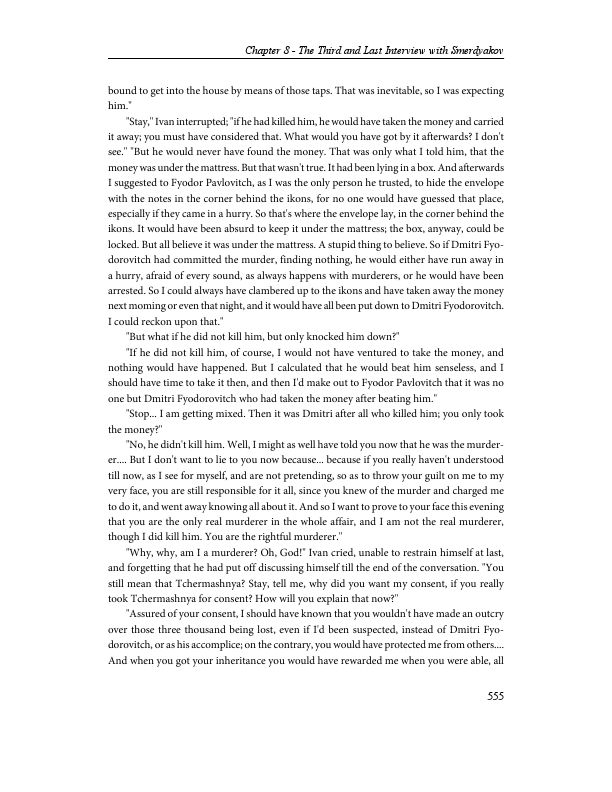 Chapter 8 - The Third and Last Interview with Smerdyakov
bound to get into the house by means of those taps. That was inevitable, so I was expecting
him."
"Stay," Ivan interrupted; "if he had killed him, he would have taken the money and carried
it away; you must have considered that. What would you have got by it afterwards? I don't
see." "But he would never have found the money. That was only what I told him, that the
money was under the mattress. But that wasn't true. It had been lying in a box. And afterwards
I suggested to Fyodor Pavlovitch, as I was the only person he trusted, to hide the envelope
with the notes in the corner behind the ikons, for no one would have guessed that place,
especially if they came in a hurry. So that's where the envelope lay, in the corner behind the
ikons. It would have been absurd to keep it under the mattress; the box, anyway, could be
locked. But all believe it was under the mattress. A stupid thing to believe. So if Dmitri Fyo-
dorovitch had committed the murder, finding nothing, he would either have run away in
a hurry, afraid of every sound, as always happens with murderers, or he would have been
arrested. So I could always have clambered up to the ikons and have taken away the money
next moming or even that night, and it would have all been put down to Dmitri Fyodorovitch.
I could reckon upon that."
"But what if he did not kill him, but only knocked him down?"
"If he did not kill him, of course, I would not have ventured to take the money, and
nothing would have happened. But I calculated that he would beat him senseless, and I
should have time to take it then, and then I'd make out to Fyodor Pavlovitch that it was no
one but Dmitri Fyodorovitch who had taken the money after beating him."
"Stop... I am getting mixed. Then it was Dmitri after all who killed him; you only took
the money?"
"No, he didn't kill him. Well, I might as well have told you now that he was the murder-
er.... But I don't want to lie to you now because... because if you really haven't understood
till now, as I see for myself, and are not pretending, so as to throw your guilt on me to my
very face, you are still responsible for it all, since you knew of the murder and charged me
to do it, and went away knowing all about it. And so I want to prove to your face this evening
that you are the only real murderer in the whole affair, and I am not the real murderer,
though I did kill him. You are the rightful murderer."
"Why, why, am I a murderer? Oh, God!" Ivan cried, unable to restrain himself at last,
and forgetting that he had put off discussing himself till the end of the conversation. "You
still mean that Tchermashnya? Stay, tell me, why did you want my consent, if you really
took Tchermashnya for consent? How will you explain that now?"
"Assured of your consent, I should have known that you wouldn't have made an outcry
over those three thousand being lost, even if I'd been suspected, instead of Dmitri Fyo-
dorovitch, or as his accomplice; on the contrary, you would have protected me from others....
And when you got your inheritance you would have rewarded me when you were able, all
555